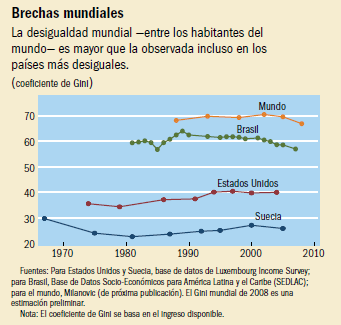 Brechas mundiales
La desigualdad mundial —entre los habitantes del
mundo— es mayor que la observada incluso en los
países más desiguales.
(coeficiente de Gini)
Mundo
70
Brasil
60
50
Estados Unidos
40
Suecia
30
20
1970 1980 1990 2000 2010
Fuentes: Para Estados Unidos y Suecia, base de datos de Luxembourg Income Survey;
para Brasil, Base de Datos Socio-Económicos para América Latina y el Caribe (SEDLAC);
para el mundo, Milanovic (de próxima publicación). El Gini mundial de 2008 es una
estimación preliminar.
Nota: El coeficiente de Gini se basa en el ingreso disponible.